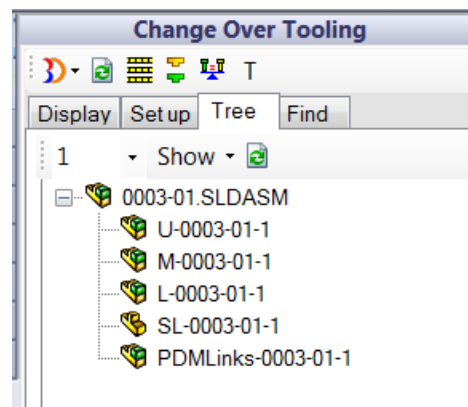 Change Over Tooling
T
Display Set up Tree Find
1 Show
0003-01.SLDASM
U-0003-01-1
M-0003-01-1
L-0003-01-1
SL-0003-01-1
PDMLinks-0003-01-1